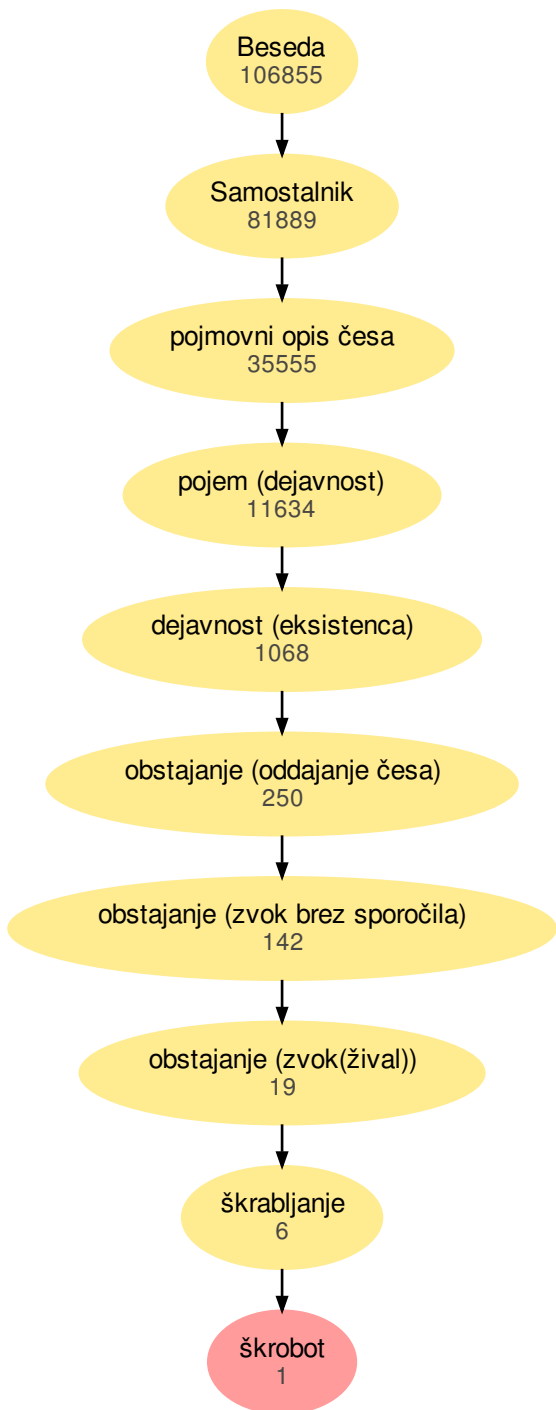 Beseda
106855
Samostalnik
81889
pojmovni opis česa
35555
pojem (dejavnost)
11634
dejavnost (eksistenca)
1068
obstajanje (oddajanje česa)
250
obstajanje (zvok brez sporočila)
142
obstajanje (zvok(žival))
19
škrabljanje
6
škrobot
1